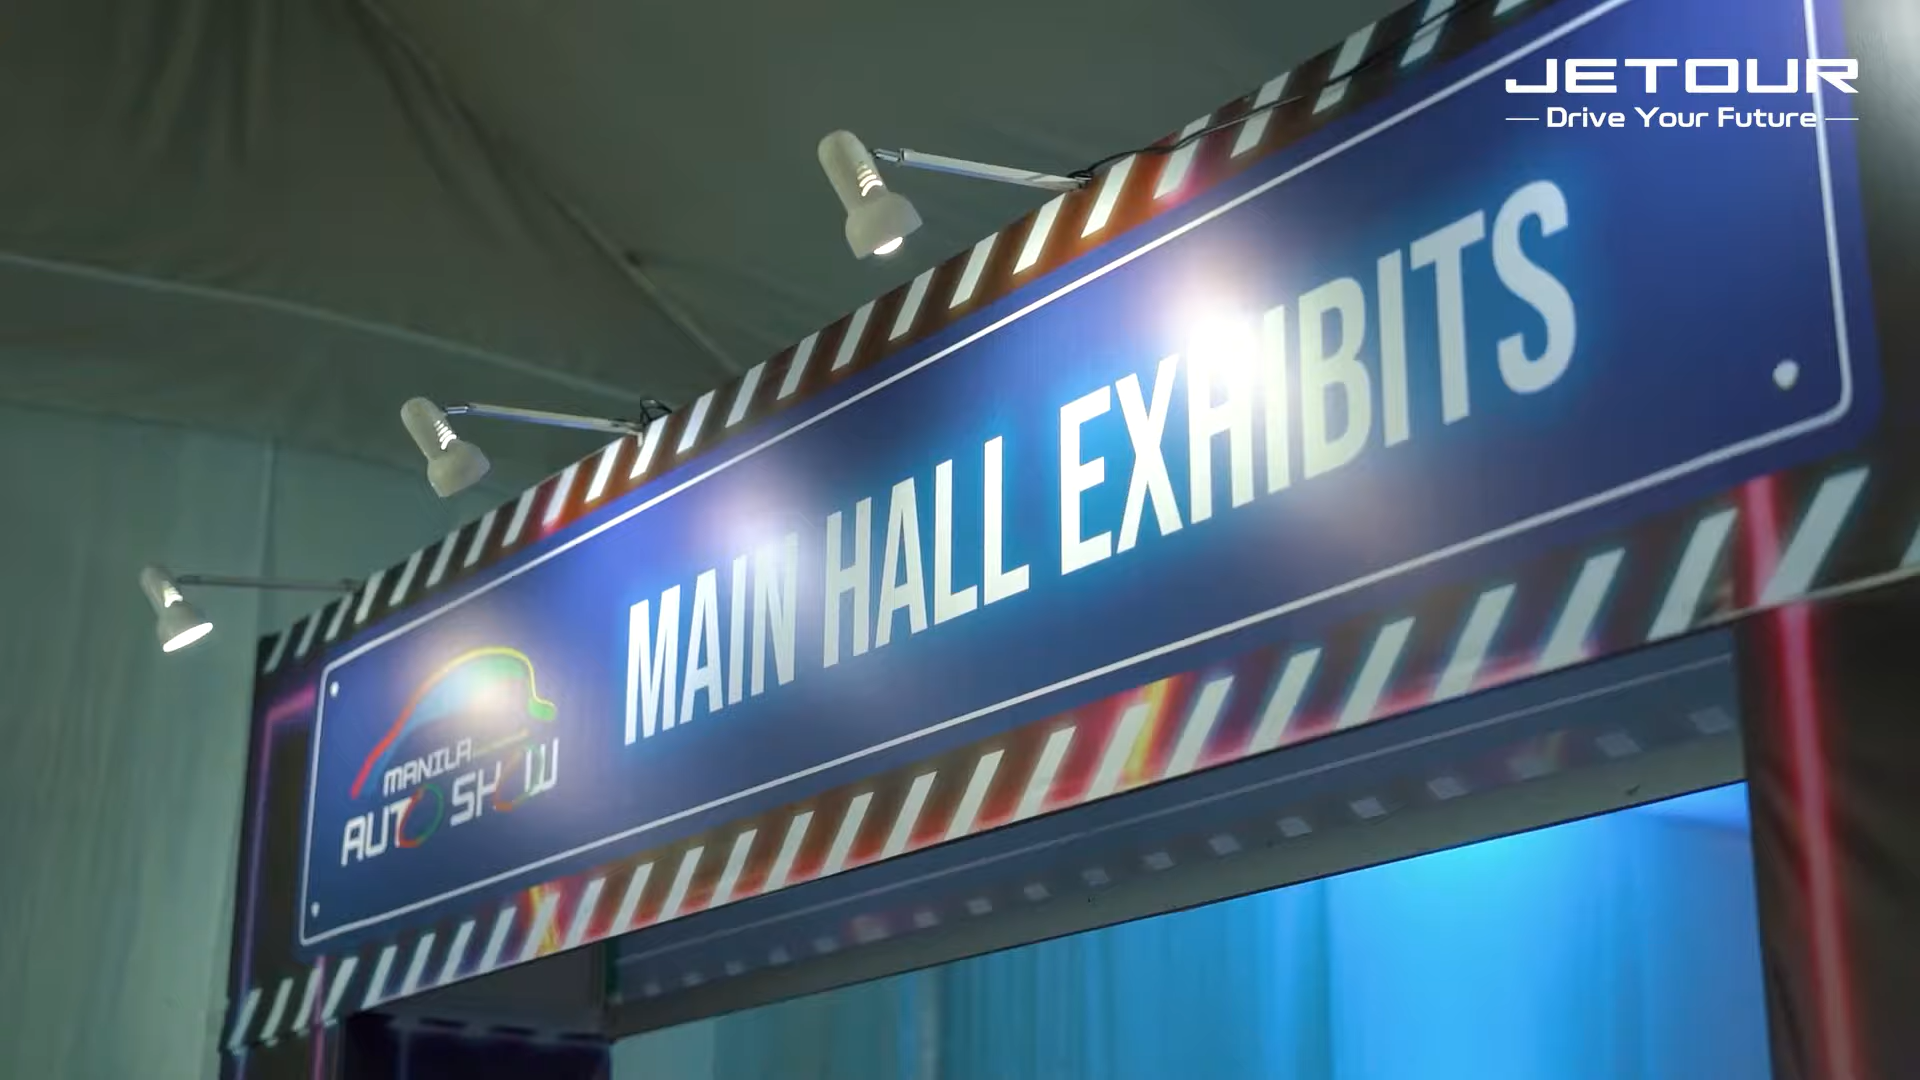 JETOUR
Drive Your Future
MAIN HALL EXHIBITS
MANILA
AUTO SHOW